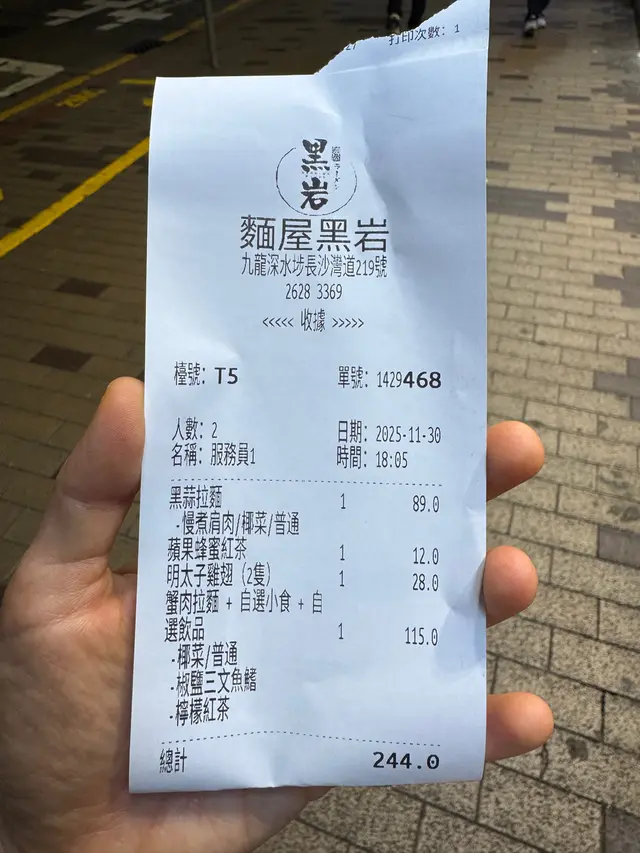 打印次數: 1
黑岩
麵屋黑岩
九龍深水埗長沙灣道219號
2628 3369
<<<<< 收據 >>>>>
檯號: T5 單號: 1429468
人數: 2 日期: 2025-11-30
名稱: 服務員1 時間: 18:05
黑蒜拉麵 1 89.0
-慢煮肩肉/椰菜/普通
蘋果蜂蜜紅茶 1 12.0
明太子雞翅 (2隻) 1 28.0
蟹肉拉麵 + 自選小食 + 自
選飲品 1 115.0
-椰菜/普通
-椒鹽三文魚鰭
-檸檬紅茶
總計 244.0